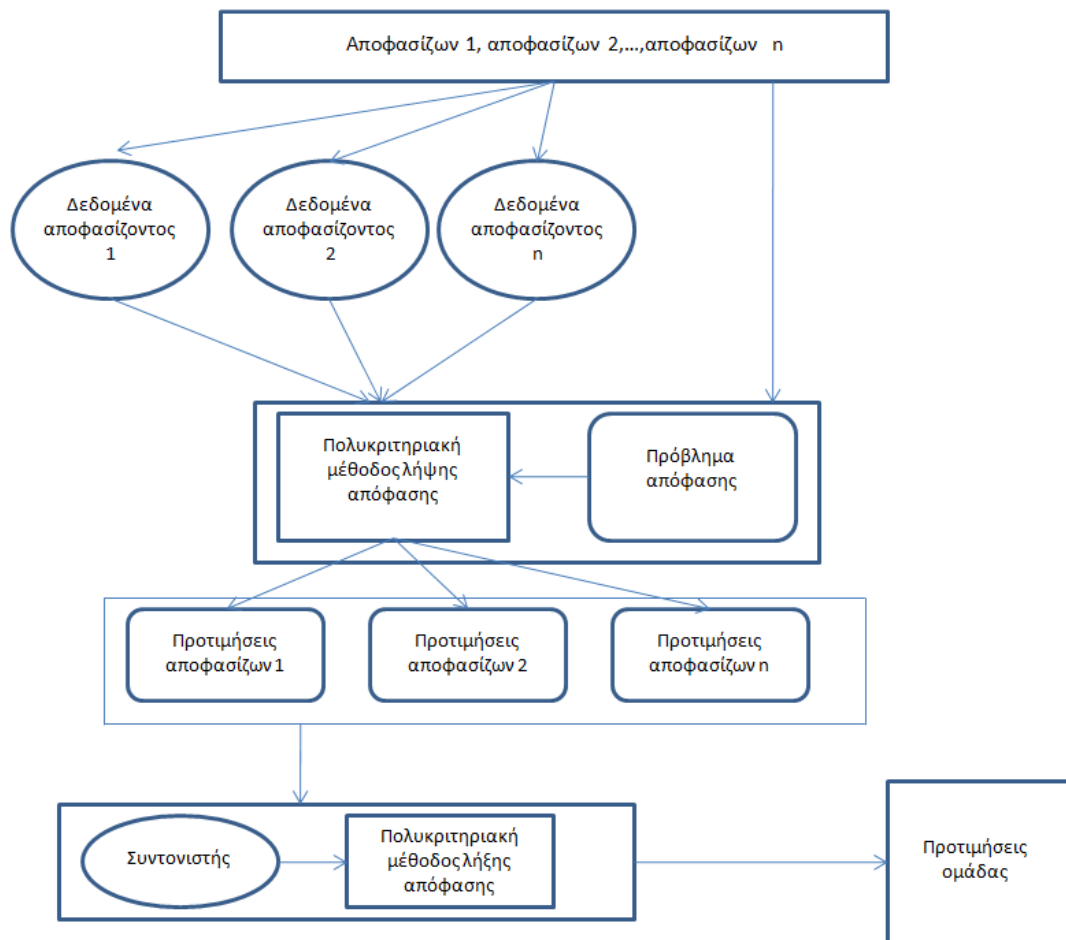 Αποφασίζων 1, αποφασίζων 2,...,αποφασίζων n
Δεδομένα
αποφασίζοντος
1
Δεδομένα
αποφασίζοντος
2
Δεδομένα
αποφασίζοντος
n
Πολυκριτηριακή
μέθοδος λήψης
απόφασης
Πρόβλημα
απόφασης
Προτιμήσεις
αποφασίζων 1
Προτιμήσεις
αποφασίζων 2
Προτιμήσεις
αποφασίζων n
Συντονιστής
Πολυκριτηριακή
μέθοδος λήξης
απόφασης
Προτιμήσεις
ομάδας